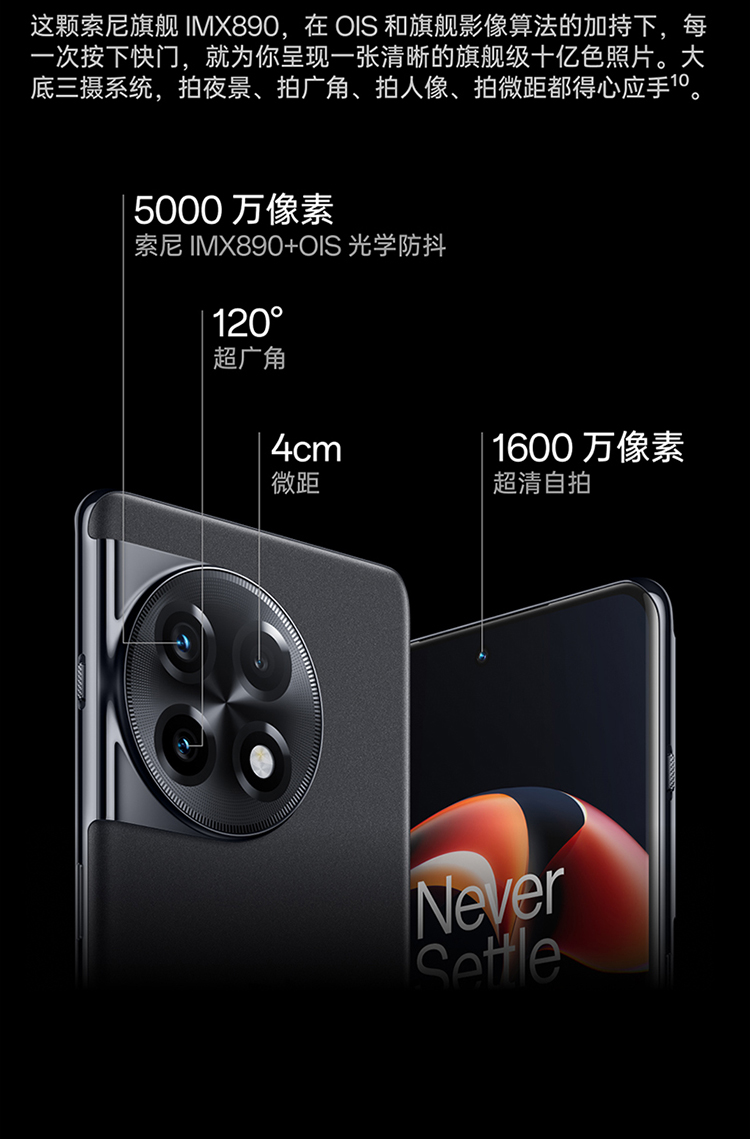 这颗索尼旗舰 IMX890，在 OIS 和旗舰影像算法的加持下，每
一次按下快门，就为你呈现一张清晰的旗舰级十亿色照片。大
底三摄系统，拍夜景、拍广角、拍人像、拍微距都得心应手¹⁰。
5000 万像素
索尼 IMX890+OIS 光学防抖
120°
超广角
4cm
微距
1600 万像素
超清自拍
Never
Settle